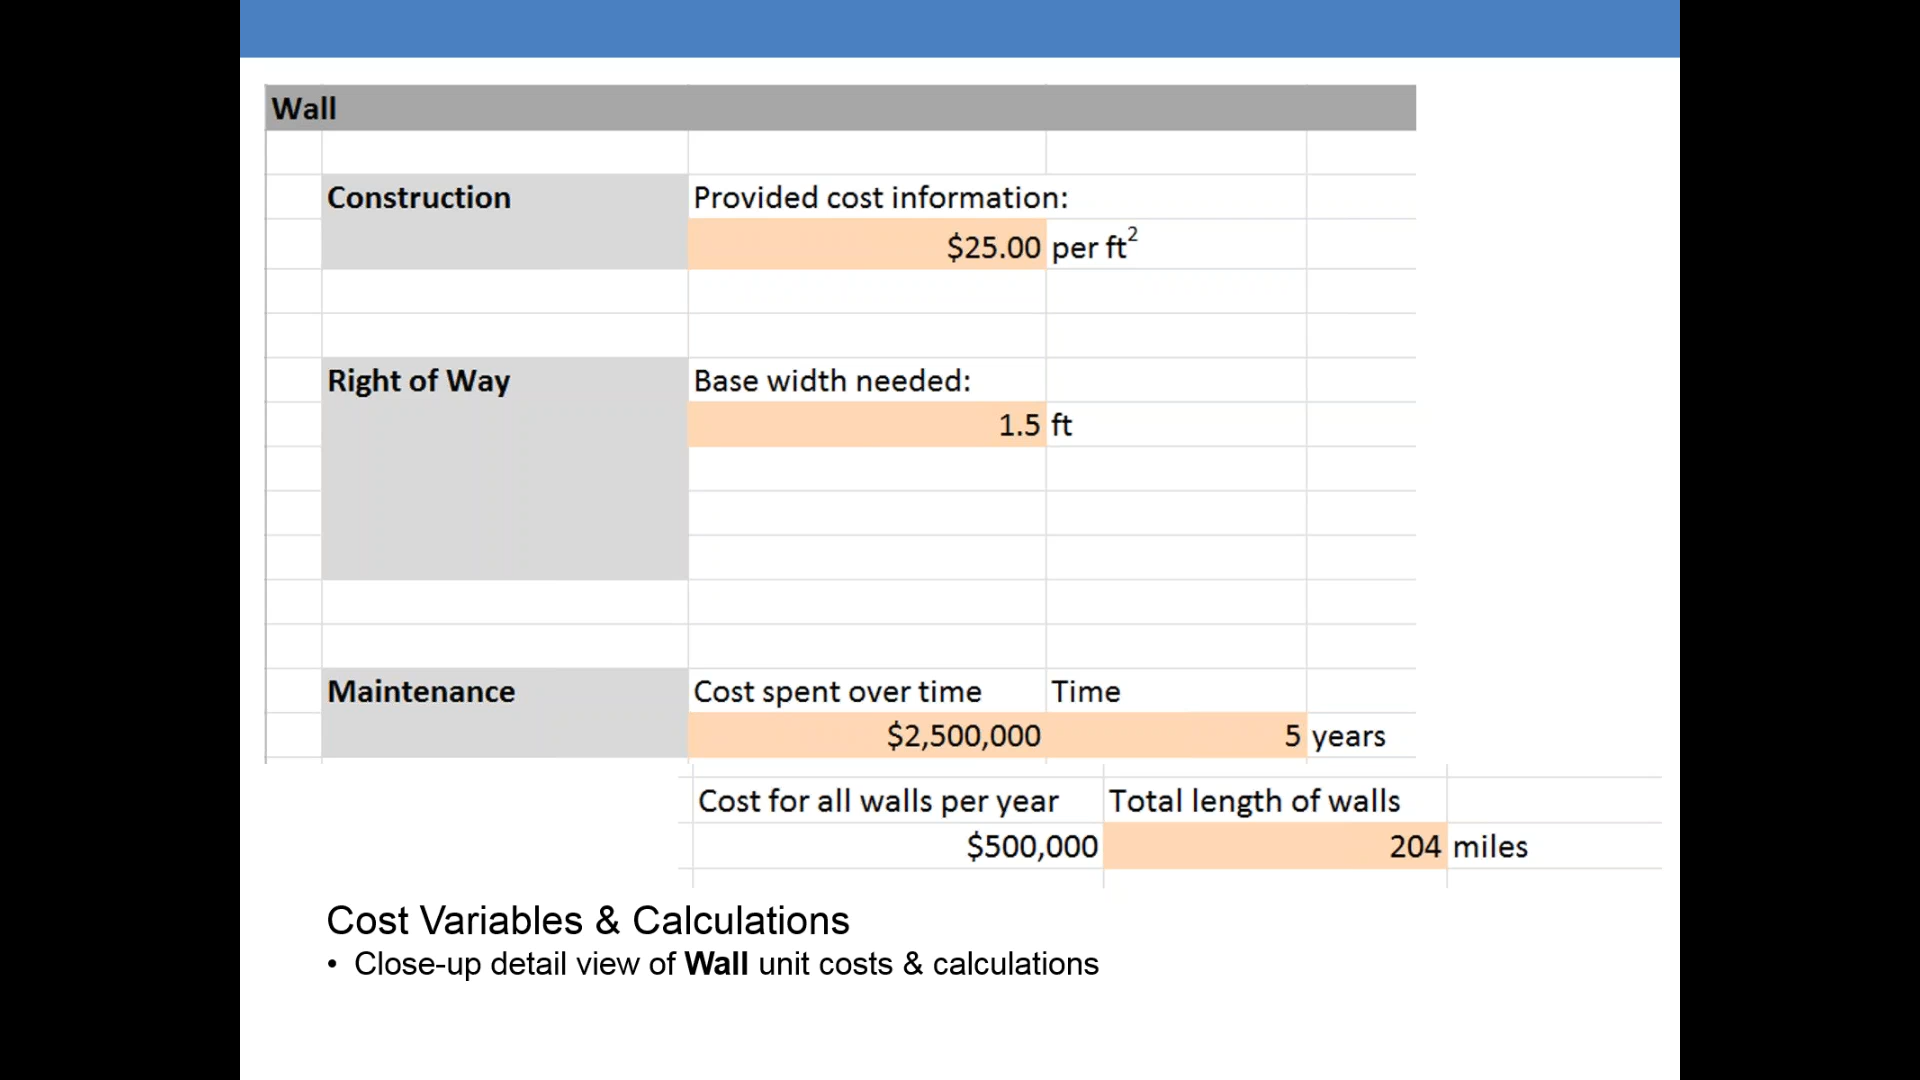 Wall
Construction Provided cost information:
$25.00 per ft²
Right of Way Base width needed:
1.5 ft
Maintenance Cost spent over time Time
$2,500,000 5 years
Cost for all walls per year Total length of walls
$500,000 204 miles
Cost Variables & Calculations
• Close-up detail view of Wall unit costs & calculations